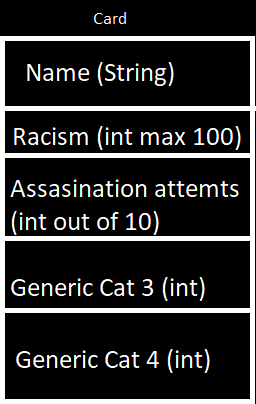 Card
Name (String)
Racism (int max 100)
Assasination attemts
(int out of 10)
Generic Cat 3 (int)
Generic Cat 4 (int)